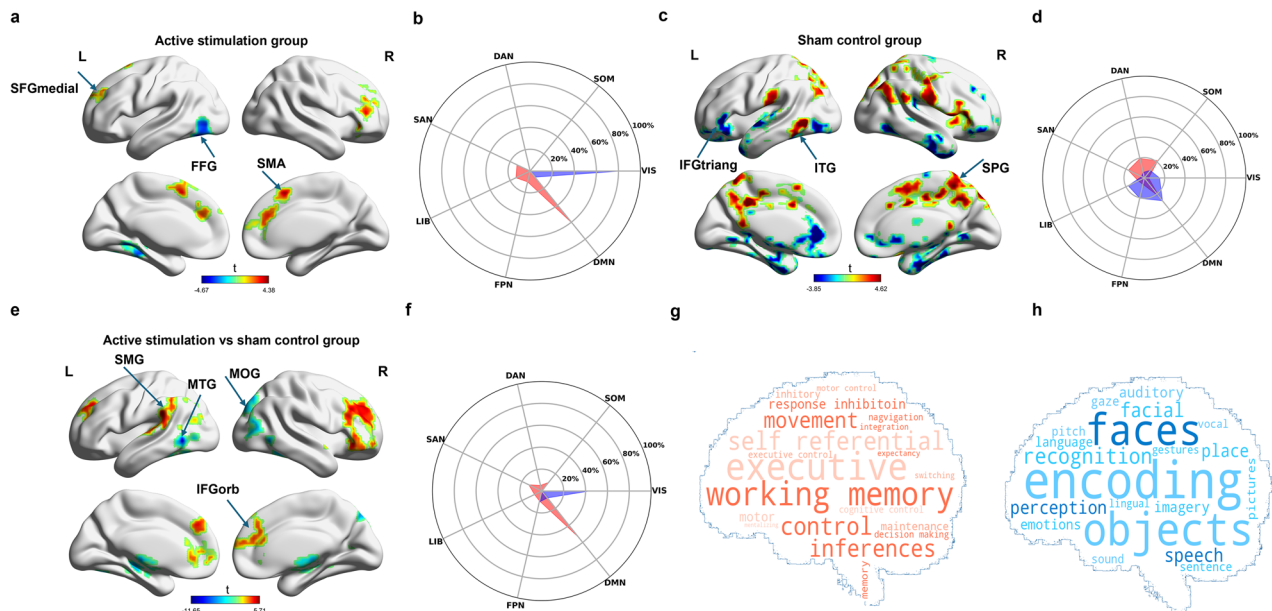 a
Active stimulation group
L
R
SFGmedial
FFG
SMA
t
-4.67
4.38
b
DAN
SOM
SAN
VIS
LIB
DMN
FPN
20%
40%
60%
80%
100%
c
Sham control group
L
R
IFGtriang
ITG
SPG
t
-3.85
4.62
d
DAN
SOM
SAN
VIS
LIB
DMN
FPN
20%
40%
60%
80%
100%
e
Active stimulation vs sham control group
L
SMG
MTG
MOG
R
IFGorb
t
-11.65
5.71
f
DAN
SOM
SAN
VIS
LIB
DMN
FPN
20%
40%
60%
80%
100%
g
motor control
inhitory
response inhibitoin
movement
nagvigation
integration
self referential
executive control
expectancy
executive
switching
working memory
cognitive control
motor
control
maintenance
decision making
inferences
memory
h
auditory
gaze
facial
pitch
faces
vocal
language
gestures
place
recognition
encoding
pictures
perception
lingual
imagery
emotions
objects
speech
sound
sentence